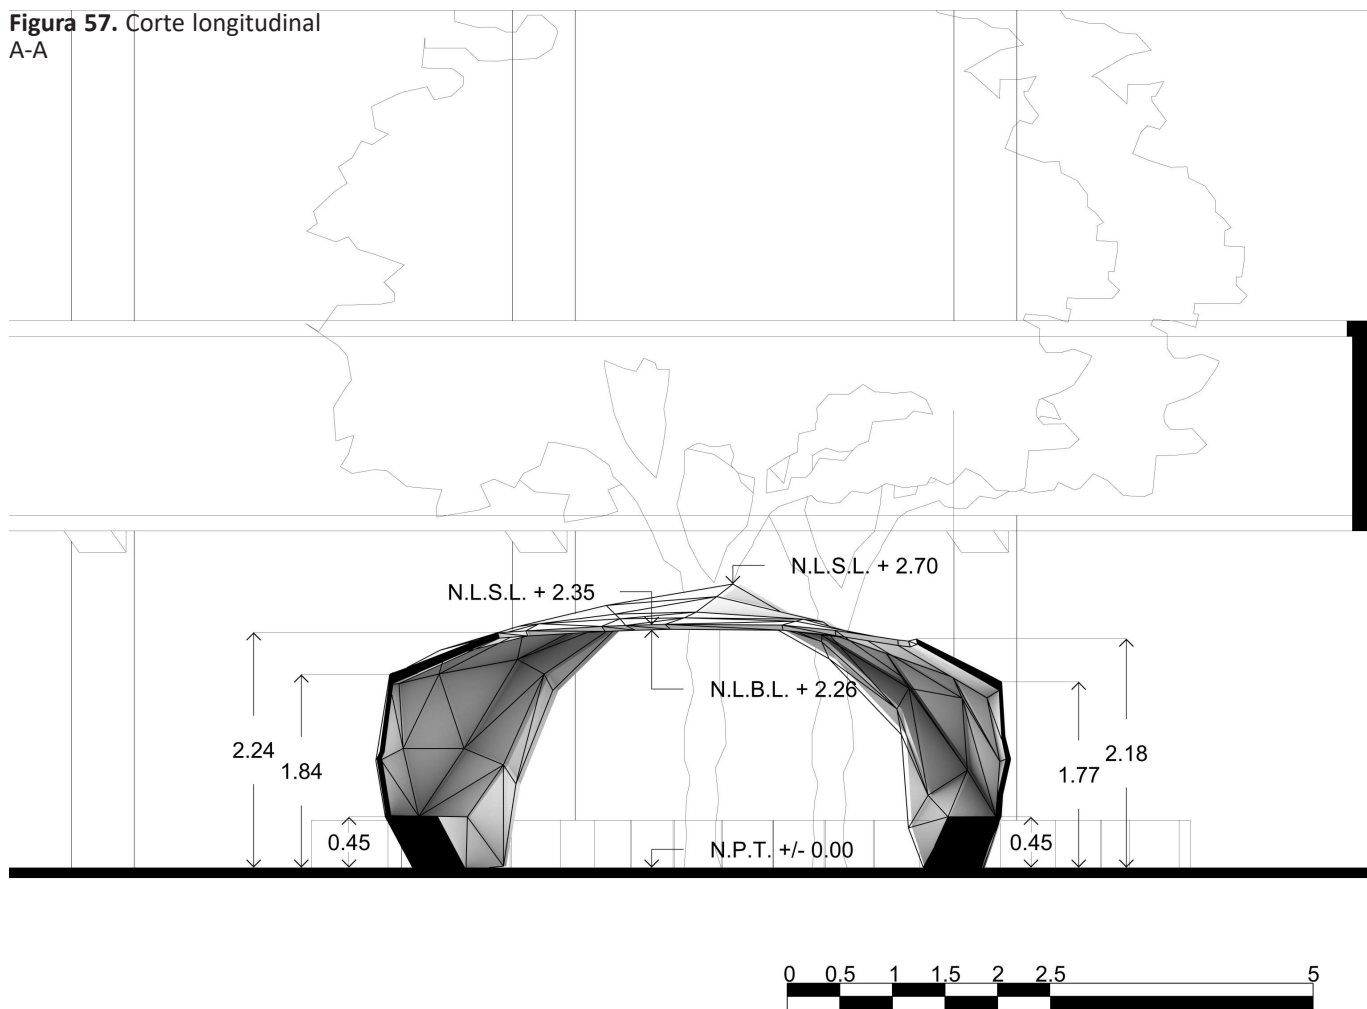 Figura 57. Corte longitudinal
A-A
N.L.S.L. + 2.70
N.L.S.L. + 2.35
N.L.B.L. + 2.26
2.24
1.84
0.45
N.P.T. +/- 0.00
0.45
1.77
2.18
0 0.5 1 1.5 2 2.5 5